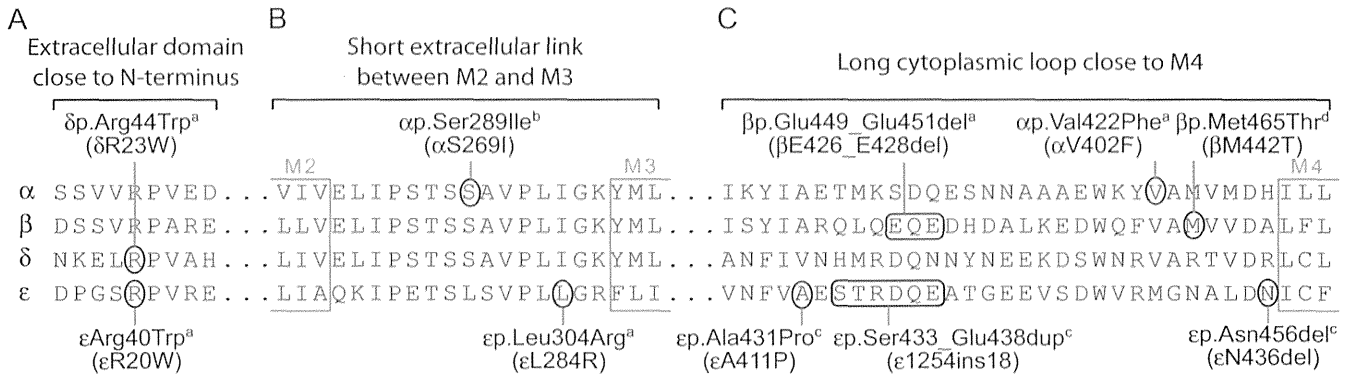 A
B
C
Extracellular domain
close to N-terminus
Short extracellular link
between M2 and M3
Long cytoplasmic loop close to M4
δp.Arg44Trpᵃ
(δR23W)
αp.Ser289Ileᵇ
(αS269I)
βp.Glu449_Glu451delᵃ
(βE426_E428del)
αp.Val422Pheᵃ
(αV402F)
βp.Met465Thrᵈ
(βM442T)
M2
M3
M4
α SSVVRPVED... VIVELIPSTSSAVPLIGKYML ... IKYIAETMKSDQESNNAAAEWKYVAMVMDHILL
β DSSVRPARE... LLVELIPSTSSSVPLIGKYML ... ISYIARQLQEQEDHDALKEDWQFVAMVVDALFL
δ NKELRPVAH... LIVELIPSTSSAVPLIGKYML ... ANFIVNHMRDQNNYNEEKDSWNRVARTVDRLCL
ε DPGSRPVRE... LIAQKIPETSLSVPLLGRFLI ... VNFVAESTRDQEATGEEVSDWVRMGNALDNICF
εArg40Trpᵃ
(εR20W)
εp.Leu304Argᵃ
(εL284R)
εp.Ala431Proᶜ
(εA411P)
εp.Ser433_Glu438dupᶜ
(ε1254ins18)
εp.Asn456delᶜ
(εN436del)